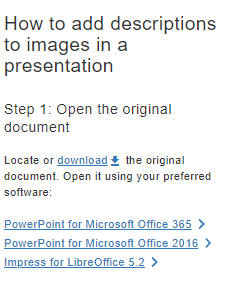 How to add descriptions
to images in a
presentation
Step 1: Open the original
document
Locate or download the original
document. Open it using your preferred
software:
PowerPoint for Microsoft Office 365
PowerPoint for Microsoft Office 2016
Impress for LibreOffice 5.2